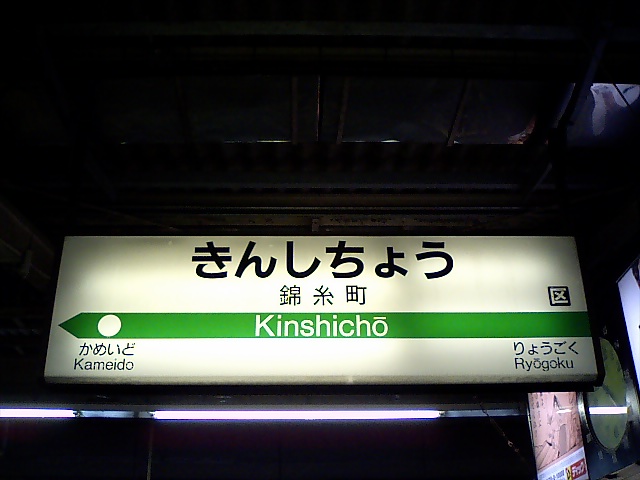 きんしちょう
錦糸町
区
Kinshichō
かめいど
りょうごく
Kameido
Ryōgoku